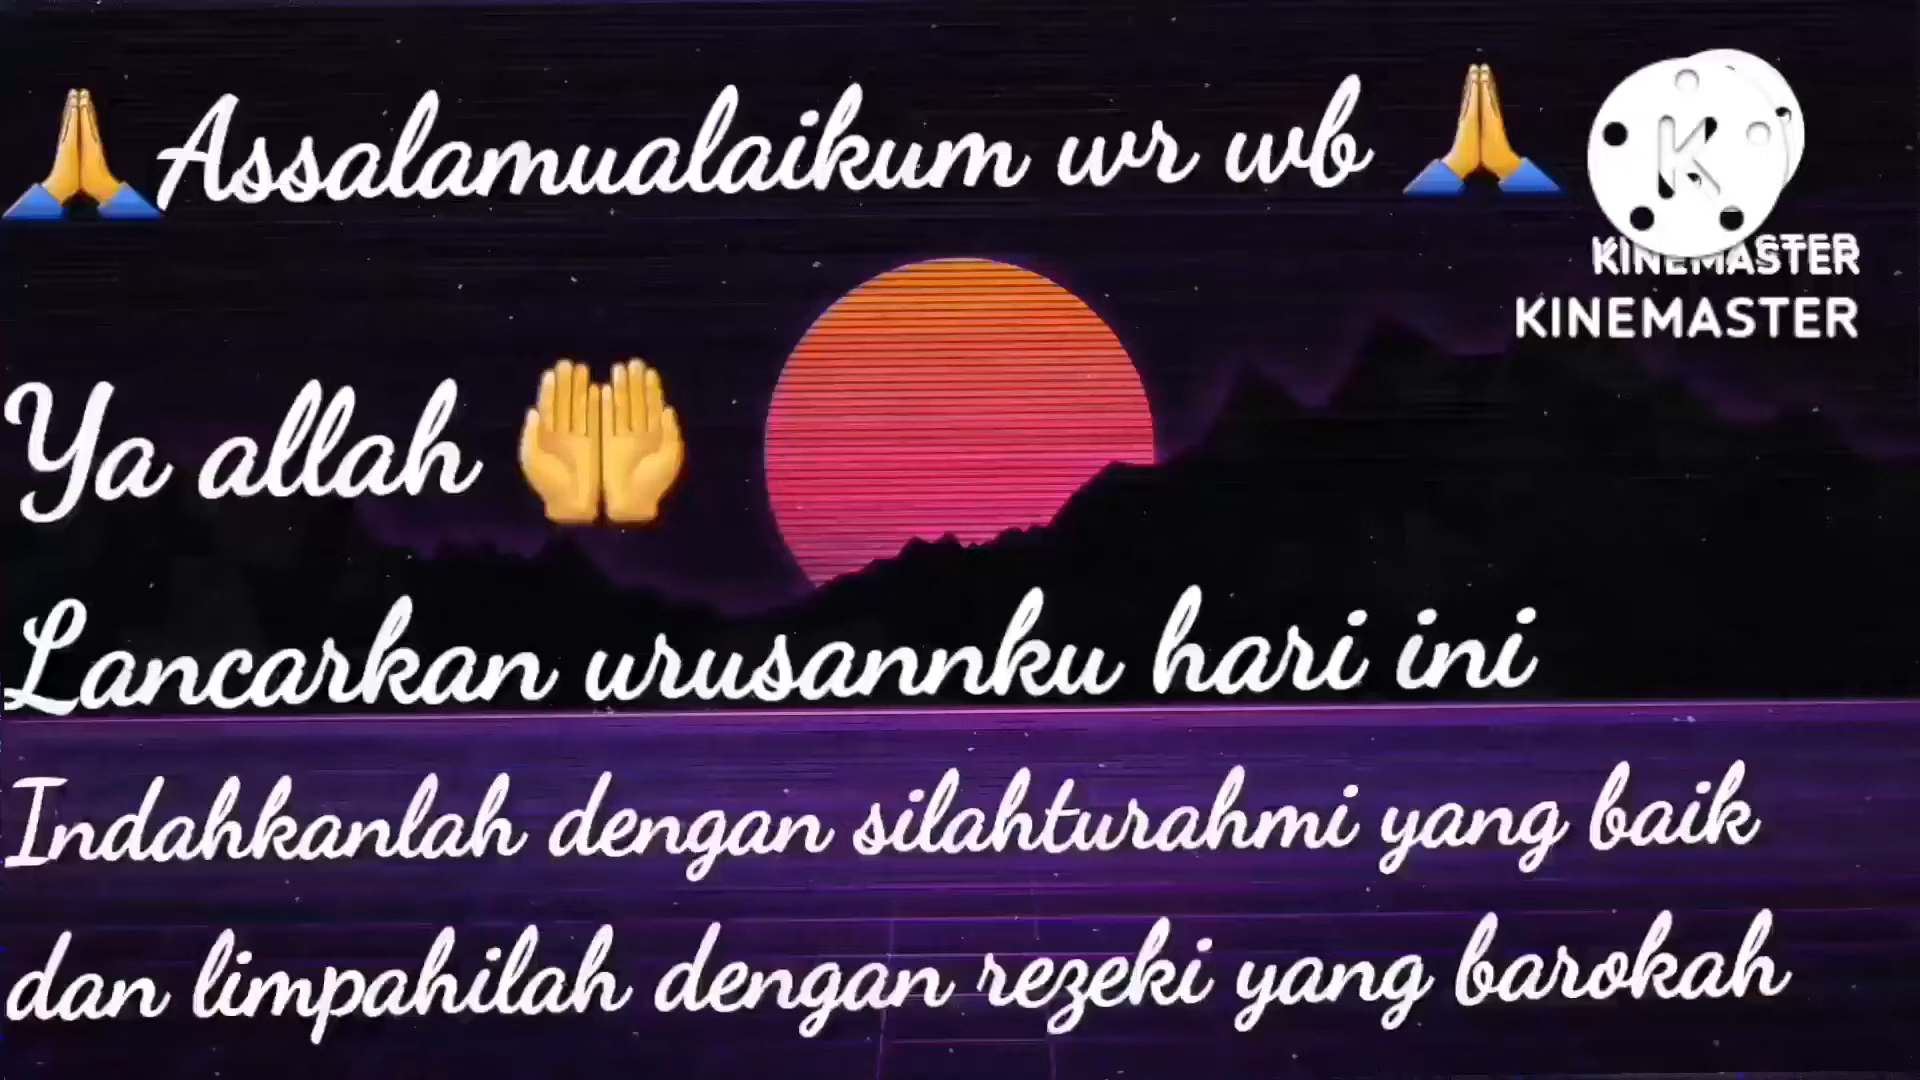 🙏Assalamualaikum wr wb 🙏
K
KINEMASTER
KINEMASTER
Ya allah 🤲
Lancarkan urusannku hari ini
Indahkanlah dengan silahturahmi yang baik
dan limpahilah dengan rezeki yang barokah